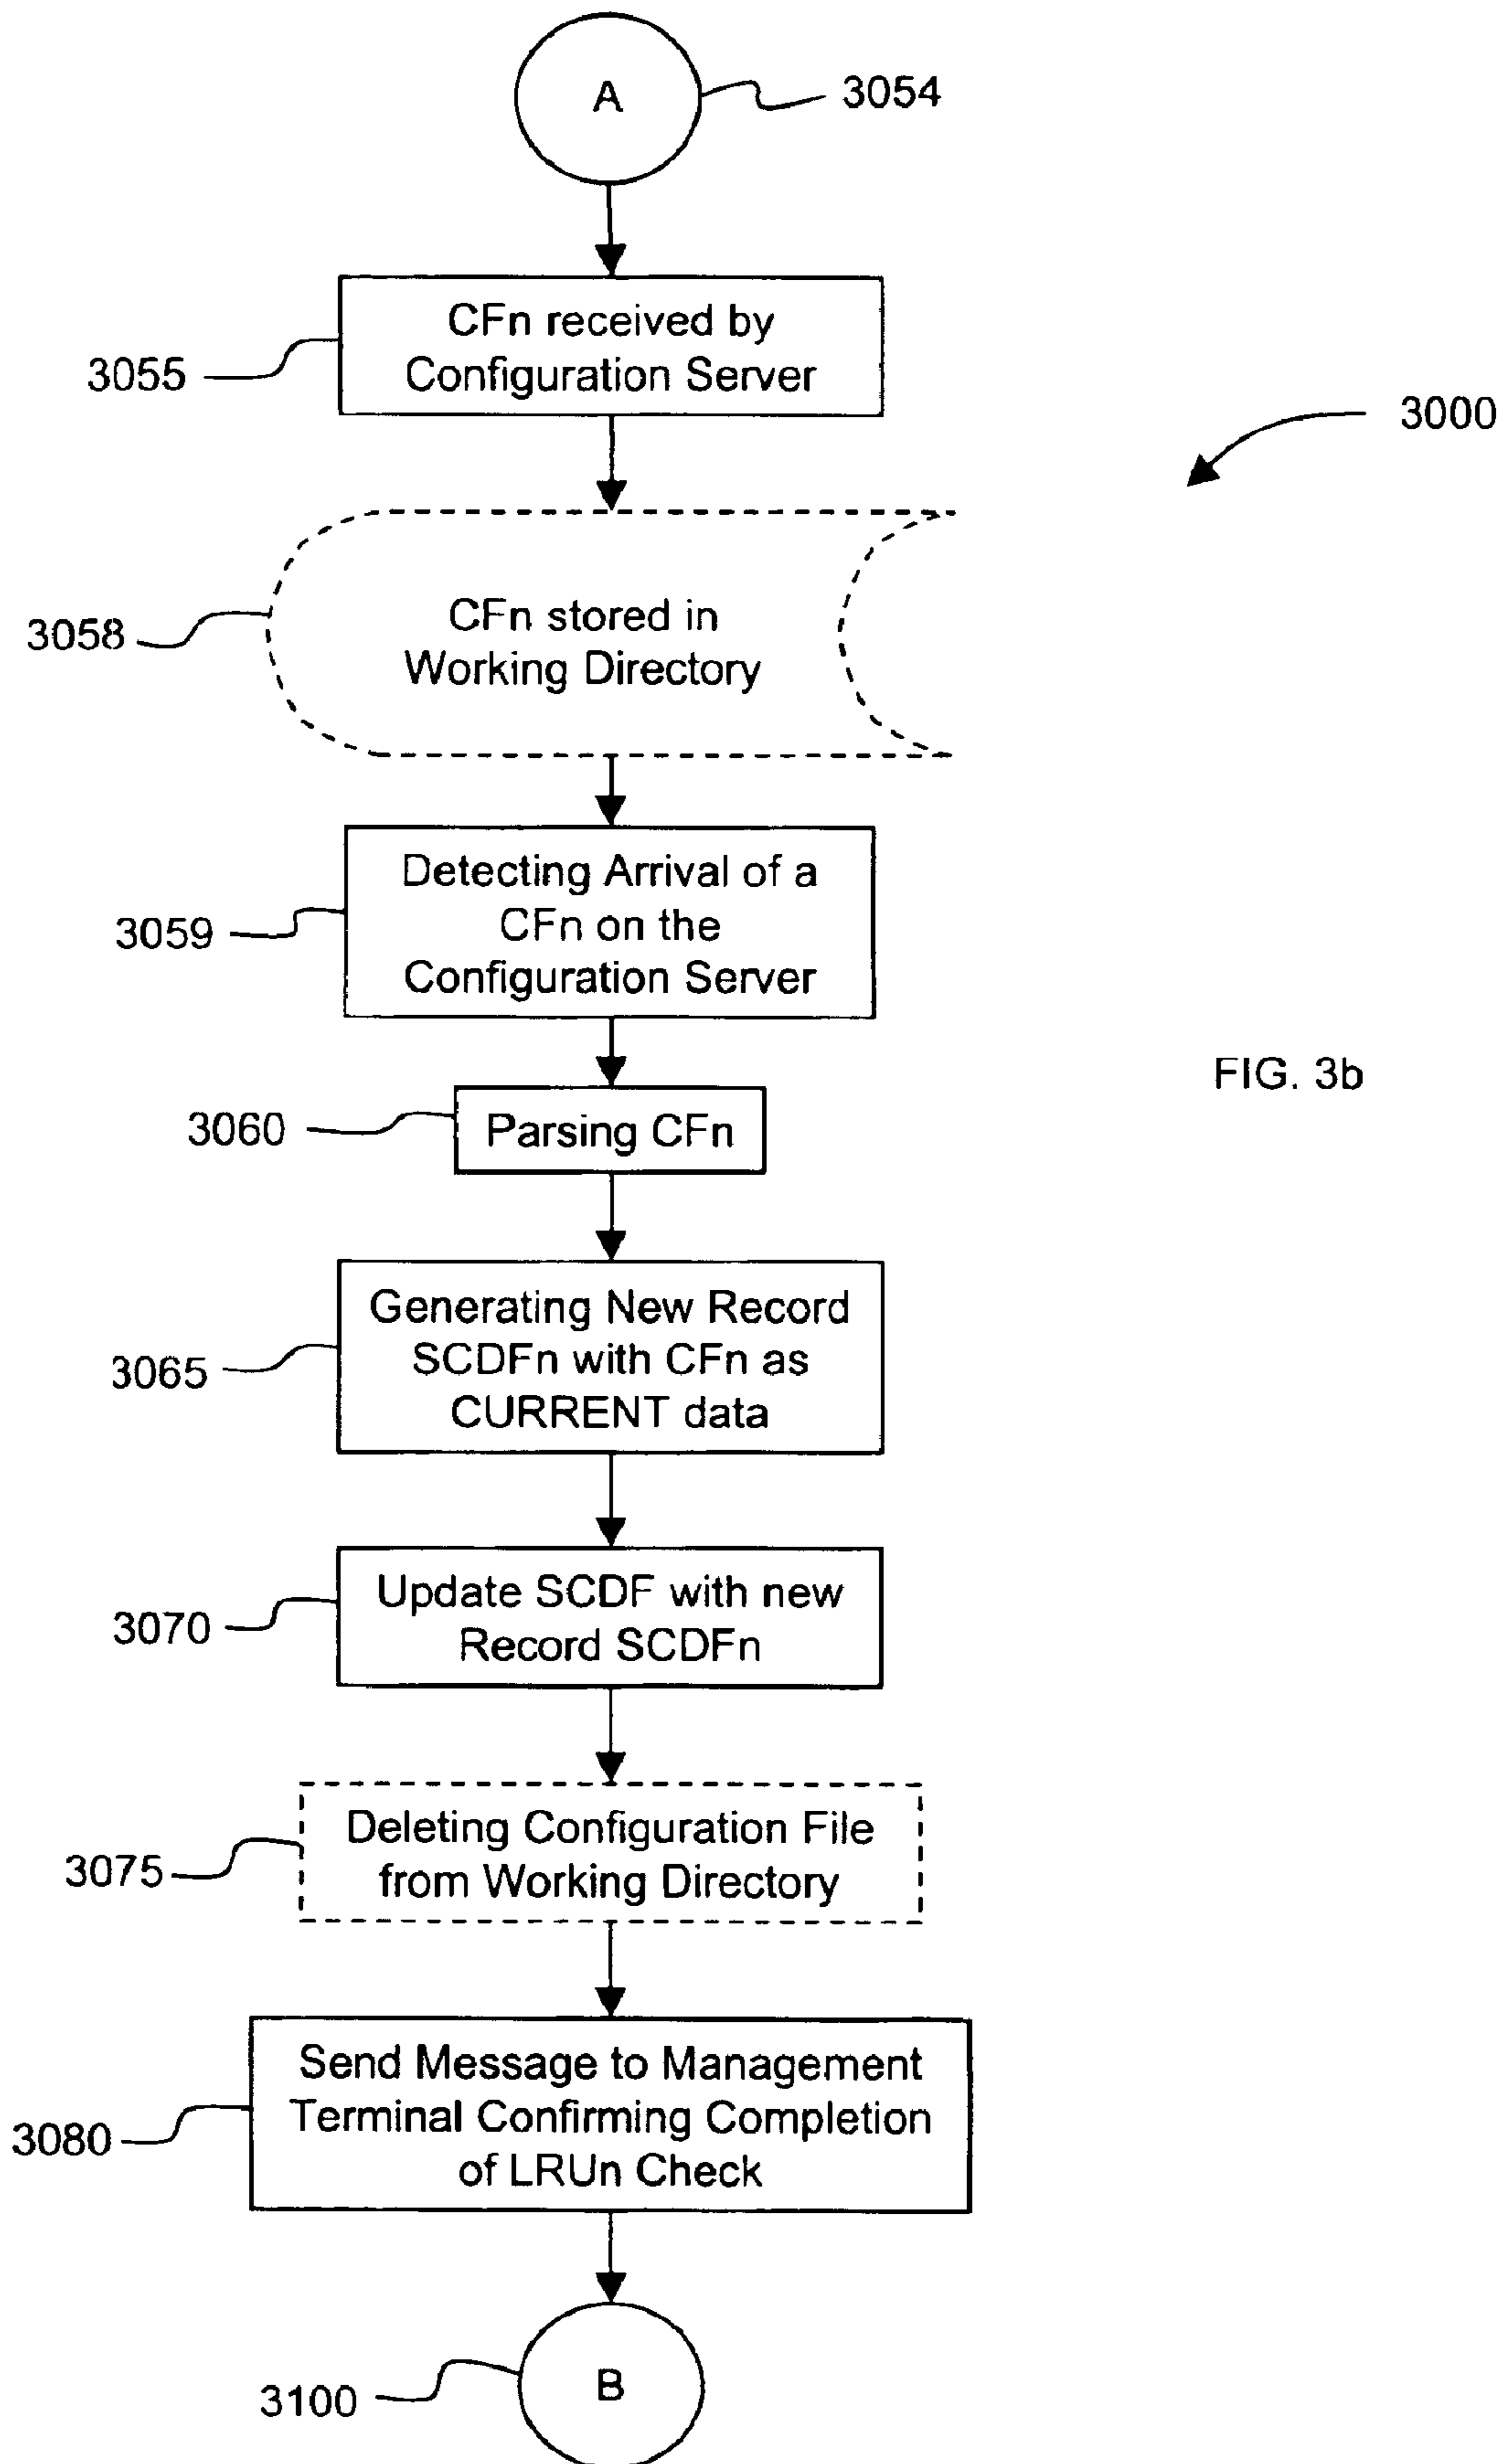 A
3054
CFn received by
Configuration Server
3055
3000
CFn stored in
Working Directory
3058
Detecting Arrival of a
CFn on the
Configuration Server
3059
FIG. 3b
3060
Parsing CFn
Generating New Record
SCDFn with CFn as
CURRENT data
3065
Update SCDF with new
Record SCDFn
3070
Deleting Configuration File
from Working Directory
3075
Send Message to Management
Terminal Confirming Completion
of LRUn Check
3080
B
3100